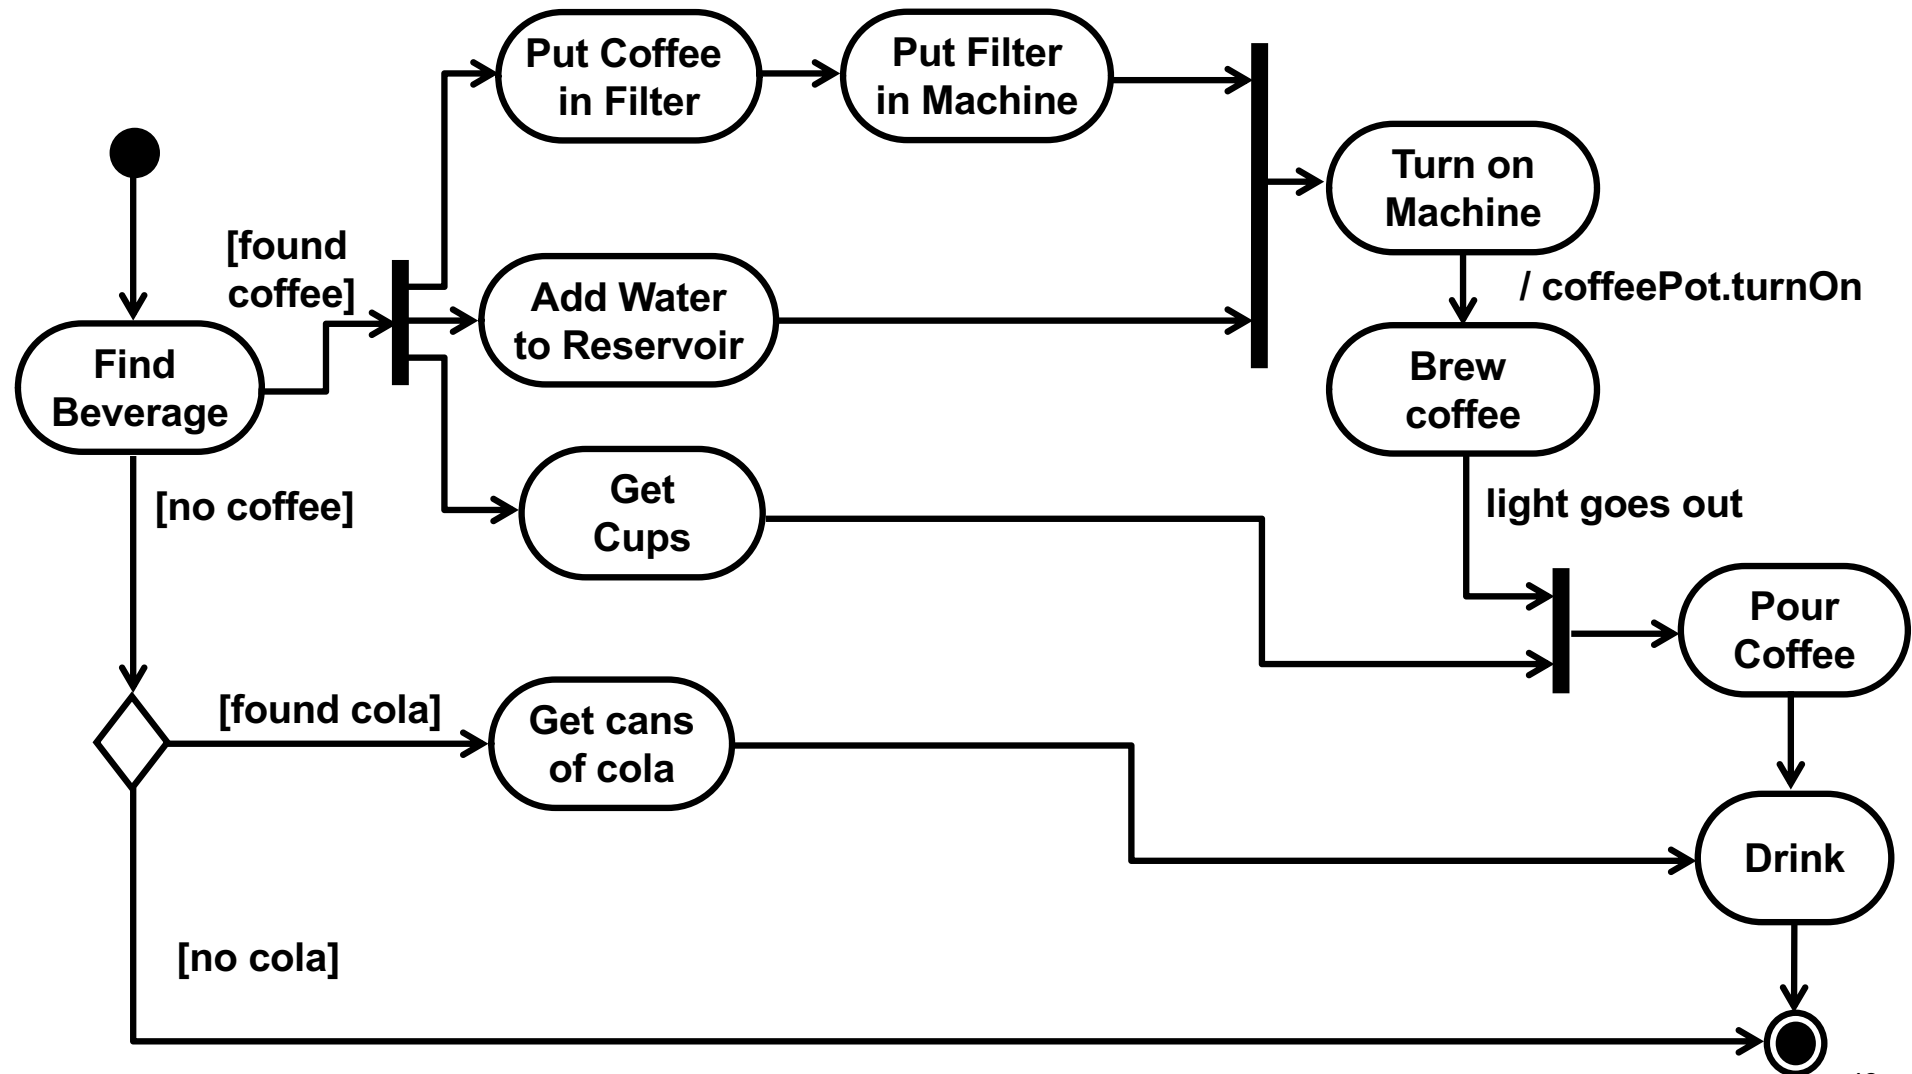 Put Coffee
in Filter
Put Filter
in Machine
Turn on
Machine
[found
coffee]
Add Water
to Reservoir
/ coffeePot.turnOn
Find
Beverage
Brew
coffee
[no coffee]
Get
Cups
light goes out
Pour
Coffee
[found cola]
Get cans
of cola
Drink
[no cola]